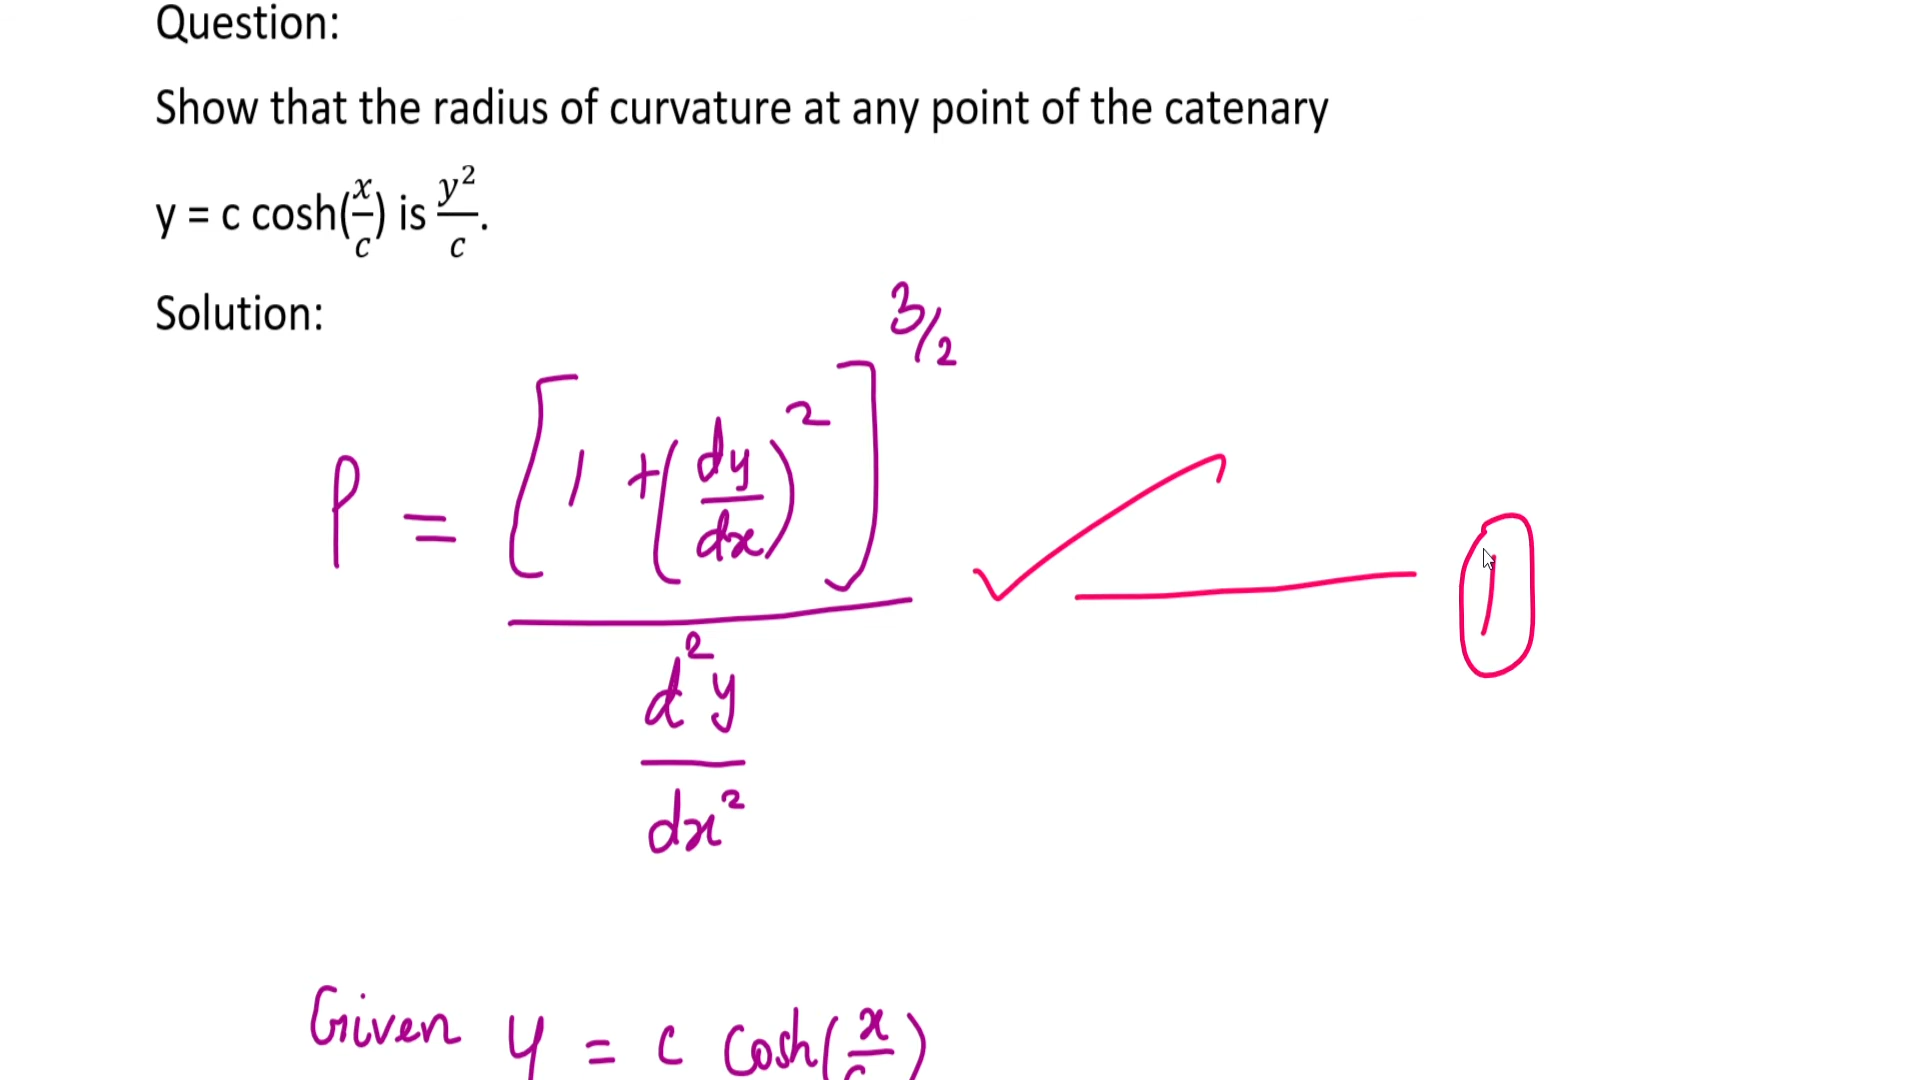 Question:
Show that the radius of curvature at any point of the catenary
y = c cosh(x/c) is y²/c.
Solution:
ρ = [1 + (dy/dx)²]^3/2 / d²y/dx² ✓ — 1
Given y = c Cosh(x/c)